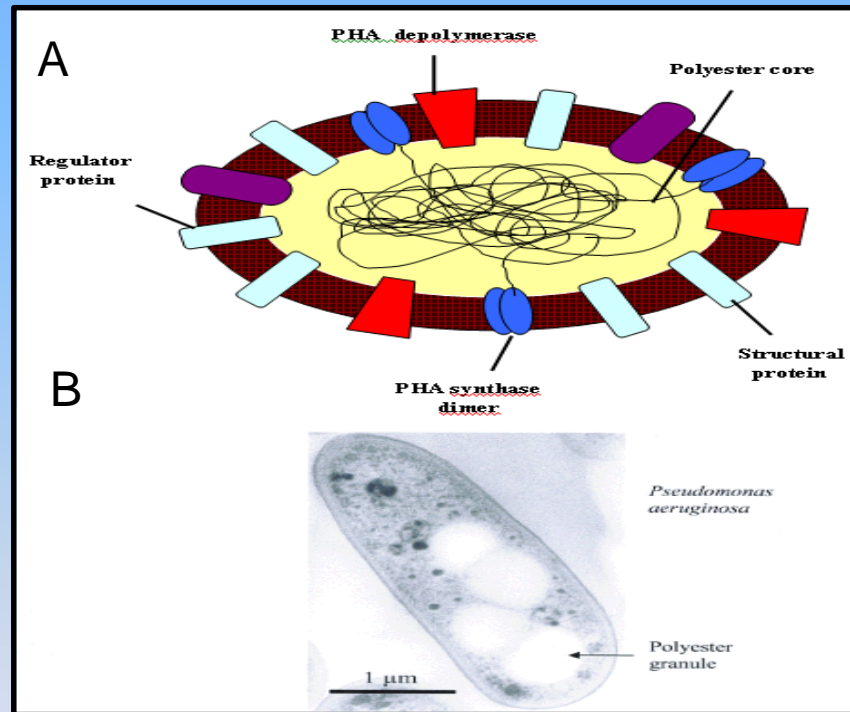 A
PHA depolymerase
Polyester core
Regulator
protein
Structural
protein
PHA synthase
dimer
B
Pseudomonas
aeruginosa
Polyester
granule
1 µm